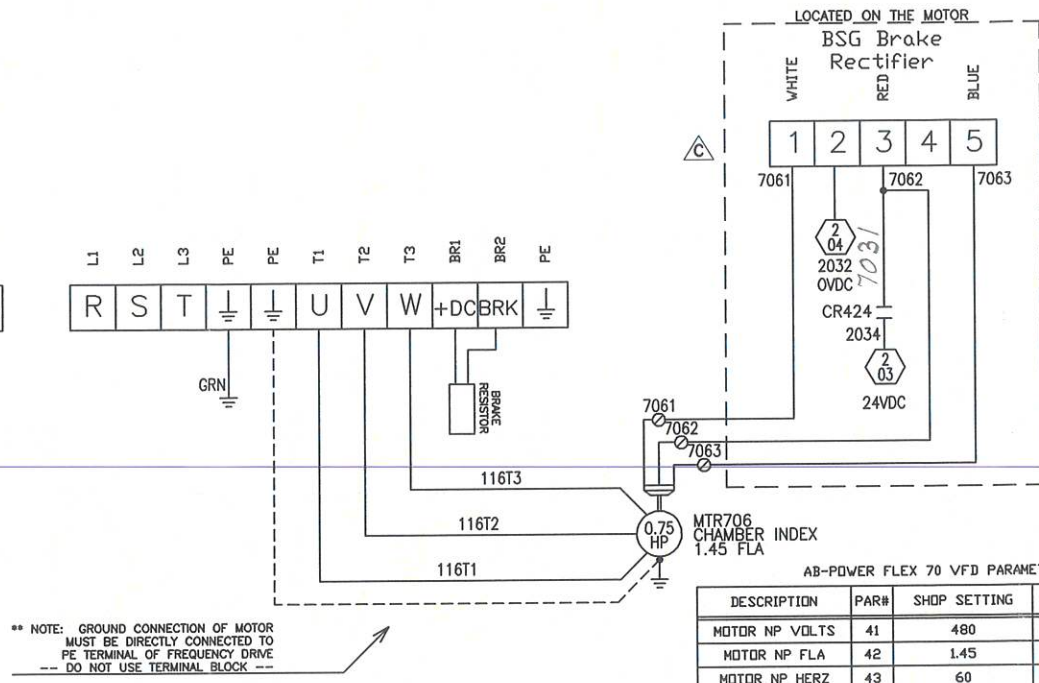 LOCATED ON THE MOTOR
BSG Brake
Rectifier
WHITE
RED
BLUE
C
1 2 3 4 5
7061
7062
7063
2
04
2032
0VDC
7031
CR424
2034
2
03
24VDC
L1 L2 L3 PE PE T1 T2 T3 BR1 BR2 PE
R S T U V W +DC BRK
GRN
BRAKE
RESISTOR
7061
7062
7063
116T3
116T2
116T1
0.75
HP
MTR706
CHAMBER INDEX
1.45 FLA
** NOTE: GROUND CONNECTION OF MOTOR
MUST BE DIRECTLY CONNECTED TO
PE TERMINAL OF FREQUENCY DRIVE
-- DO NOT USE TERMINAL BLOCK --
AB-POWER FLEX 70 VFD PARAME
DESCRIPTION PAR# SHOP SETTING
MOTOR NP VOLTS 41 480
MOTOR NP FLA 42 1.45
MOTOR NP HERZ 43 60